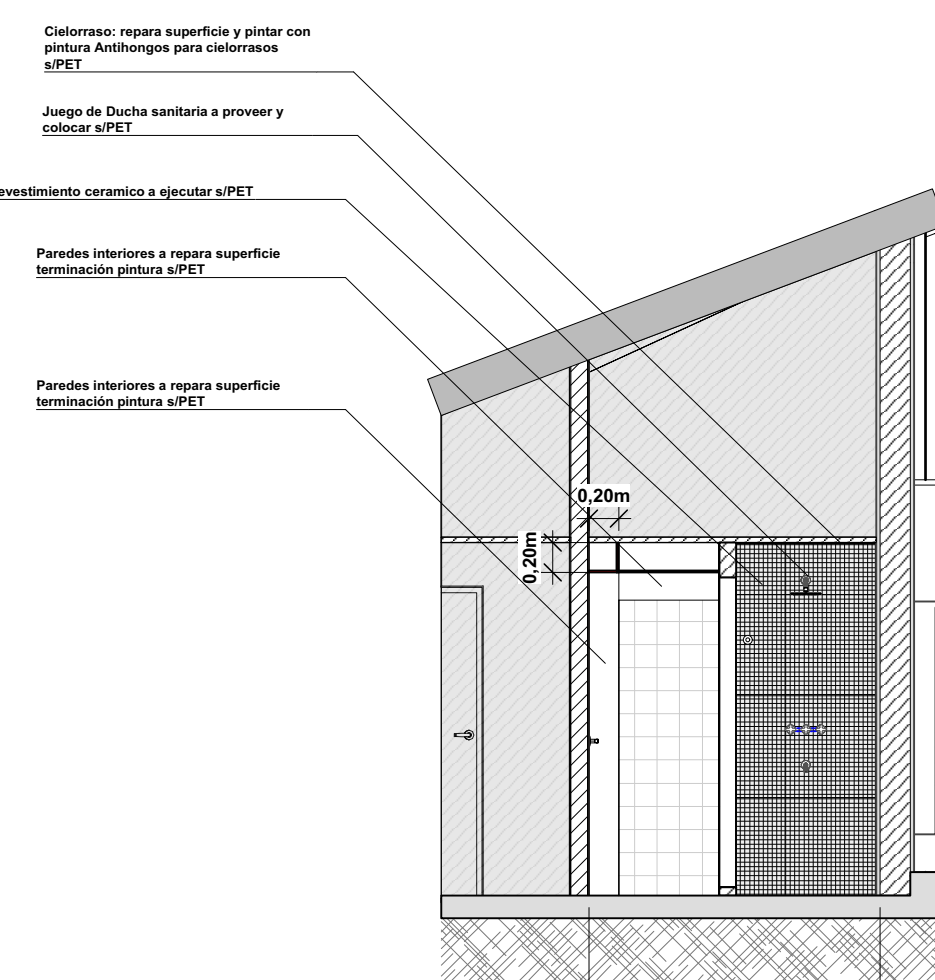 Cielorraso: repara superficie y pintar con
pintura Antihongos para cielorrasos
s/PET
Juego de Ducha sanitaria a proveer y
colocar s/PET
evestimiento ceramico a ejecutar s/PET
Paredes interiores a repara superficie
terminación pintura s/PET
Paredes interiores a repara superficie
terminación pintura s/PET
0,20m
0,20m